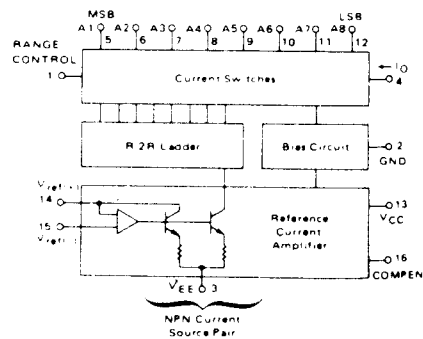 MSB LSB
A1 A2 A3 A4 A5 A6 A7 A8
5 6 7 8 9 10 11 12
RANGE
CONTROL
1
Current Switches
IO
4
R 2R Ladder
Bias Circuit
2
GND
Vref(+)
14
15
Vref(-)
Reference
Current
Amplifier
13
VCC
16
COMPEN
VEE 3
NPN Current
Source Pair